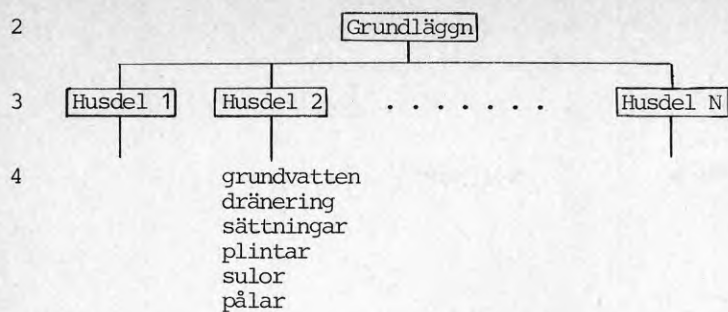 2 Grundläggn
3 Husdel 1 Husdel 2 . . . . . . . Husdel N
4 grundvatten
dränering
sättningar
plintar
sulor
pålar